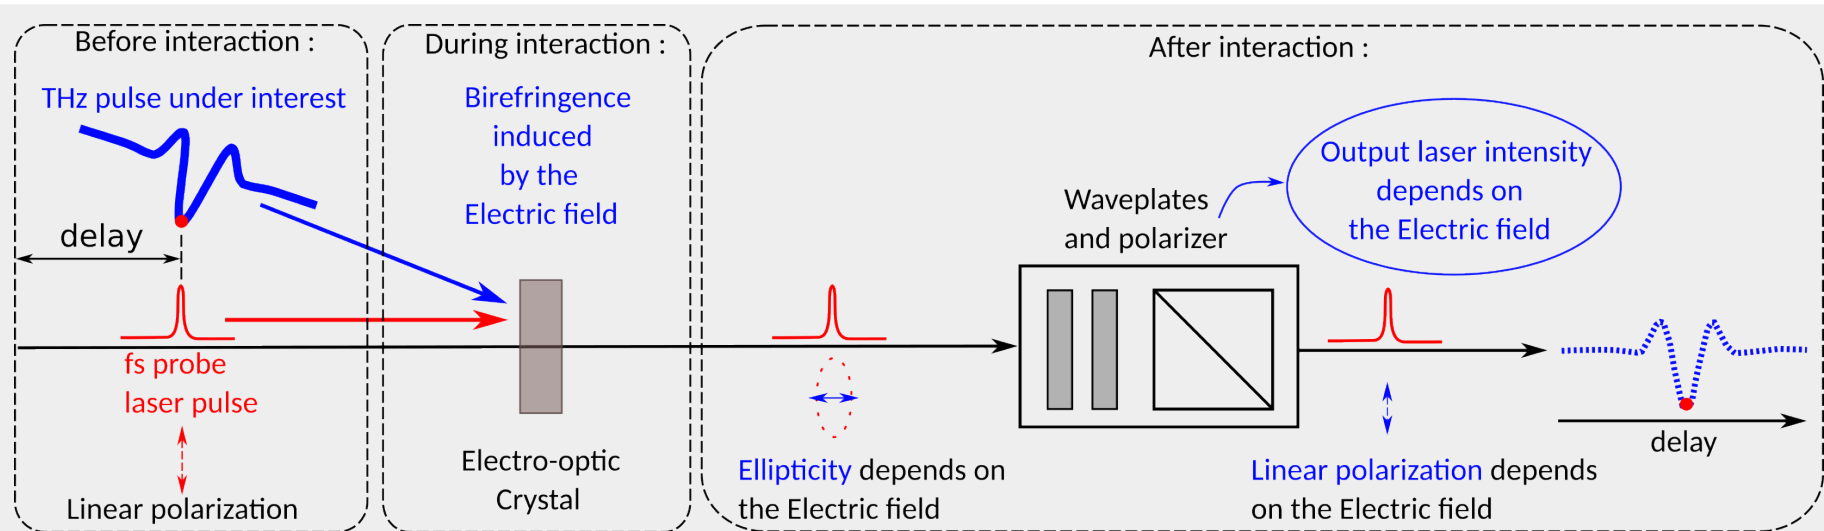 Before interaction :
THz pulse under interest
delay
fs probe
laser pulse
Linear polarization
During interaction :
Birefringence
induced
by the
Electric field
Electro-optic
Crystal
After interaction :
Output laser intensity
depends on
the Electric field
Waveplates
and polarizer
Ellipticity depends on
the Electric field
Linear polarization depends
on the Electric field
delay